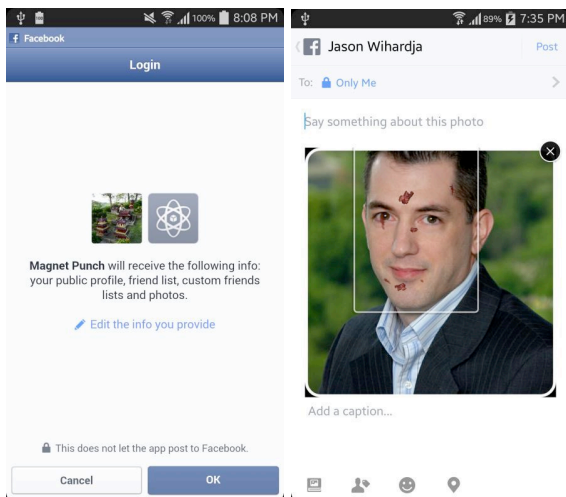 100% 8:08 PM
Facebook
Login
Magnet Punch will receive the following info:
your public profile, friend list, custom friends
lists and photos.
Edit the info you provide
This does not let the app post to Facebook.
Cancel
OK
89% 7:35 PM
Jason Wihardja
Post
To: Only Me
Say something about this photo
Add a caption...